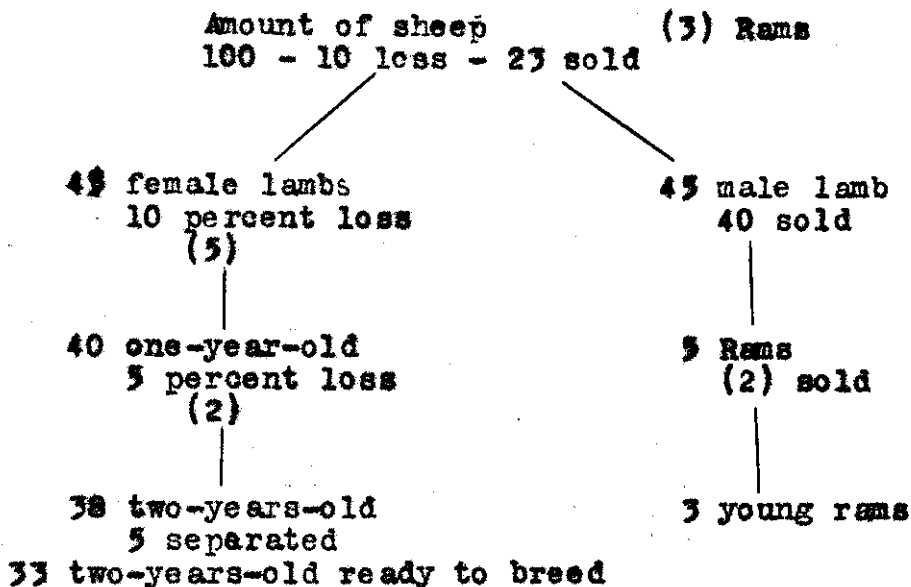 Amount of sheep (3) Rams
100 - 10 loss - 23 sold
45 female lambs
10 percent loss
(5)
45 male lamb
40 sold
40 one-year-old
5 percent loss
(2)
5 Rams
(2) sold
38 two-years-old
5 separated
3 young rams
33 two-years-old ready to breed